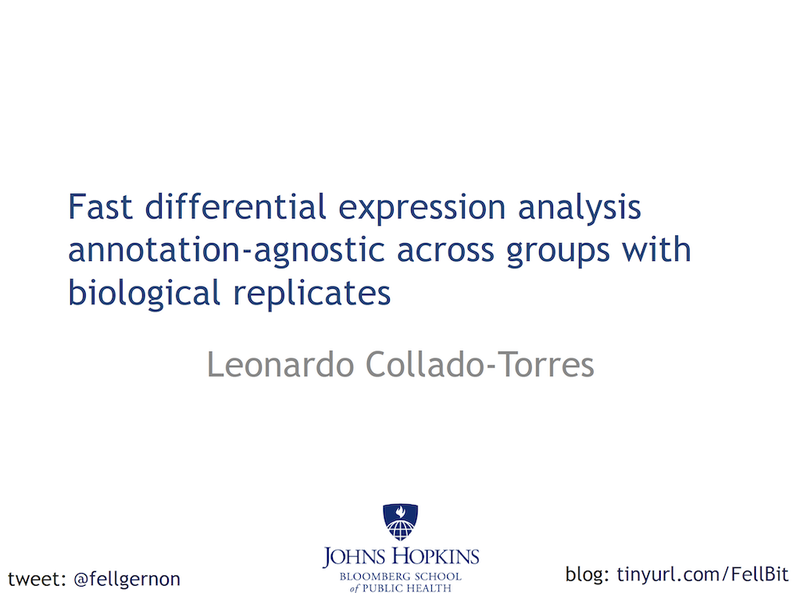 Fast differential expression analysis
annotation-agnostic across groups with
biological replicates
Leonardo Collado-Torres
JOHNS HOPKINS
BLOOMBERG SCHOOL
of PUBLIC HEALTH
tweet: @fellgernon
blog: tinyurl.com/FellBit